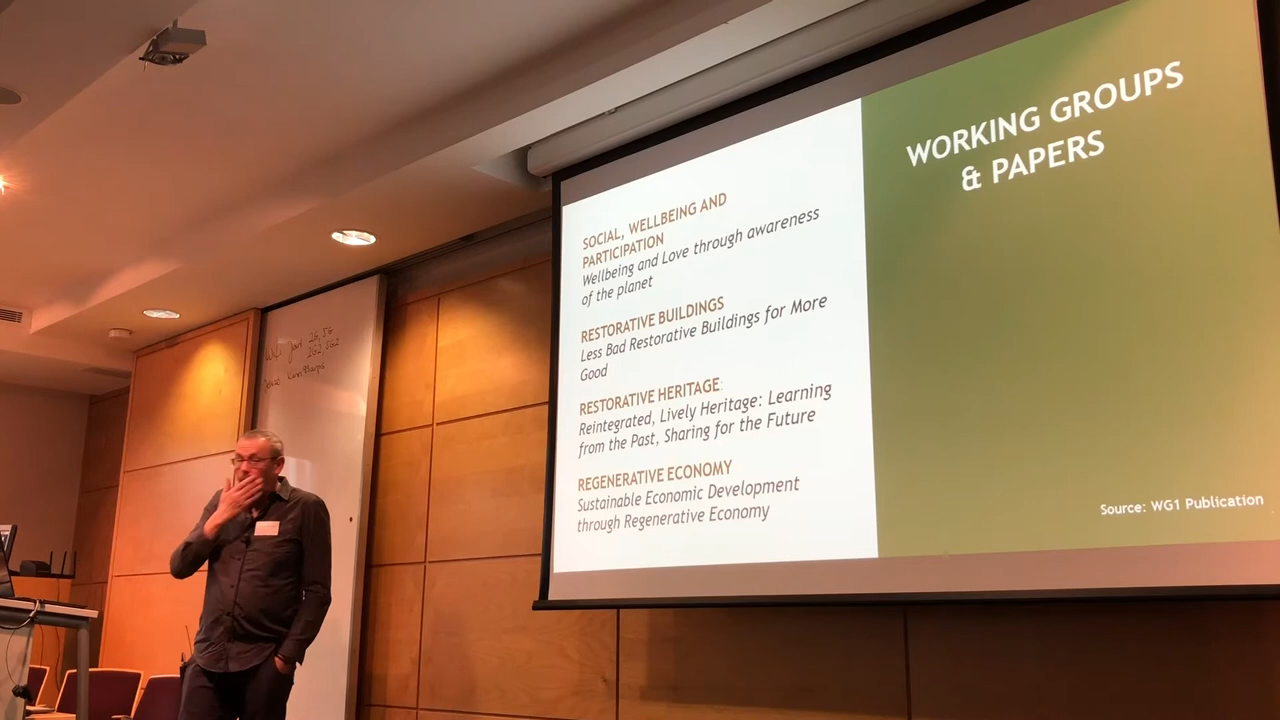 WORKING GROUPS
& PAPERS
SOCIAL, WELLBEING AND
PARTICIPATION
Wellbeing and Love through awareness
of the planet
RESTORATIVE BUILDINGS
Less Bad Restorative Buildings for More
Good
RESTORATIVE HERITAGE:
Reintegrated, Lively Heritage: Learning
from the Past, Sharing for the Future
REGENERATIVE ECONOMY
Sustainable Economic Development
through Regenerative Economy
Source: WG1 Publication